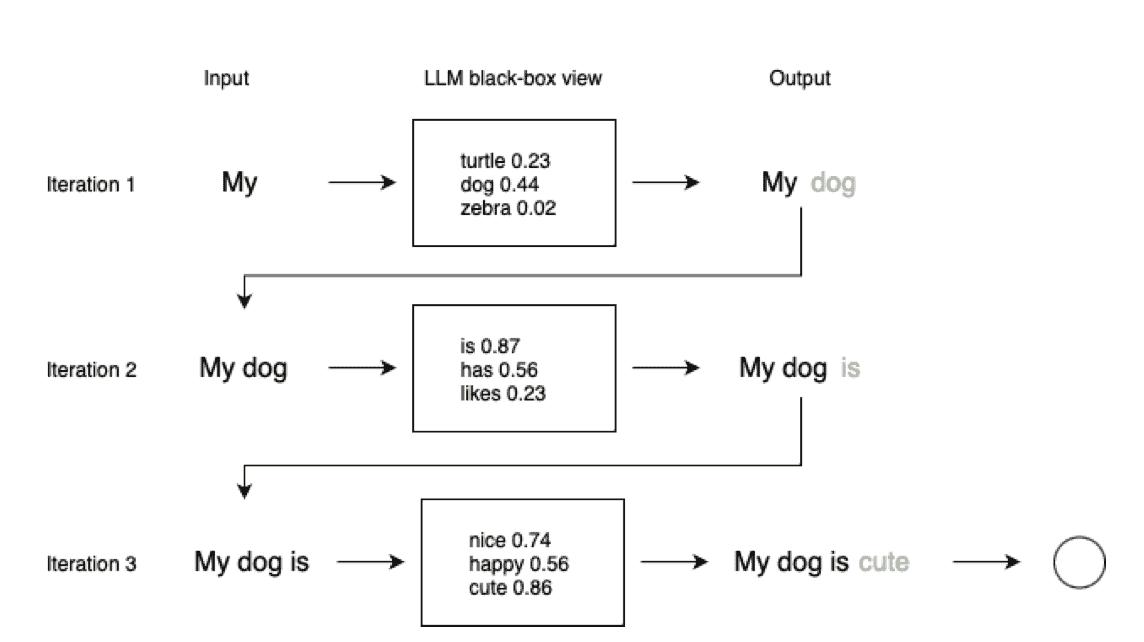 Input LLM black-box view Output
Iteration 1 My turtle 0.23
dog 0.44
zebra 0.02 My dog
Iteration 2 My dog is 0.87
has 0.56
likes 0.23 My dog is
Iteration 3 My dog is nice 0.74
happy 0.56
cute 0.86 My dog is cute